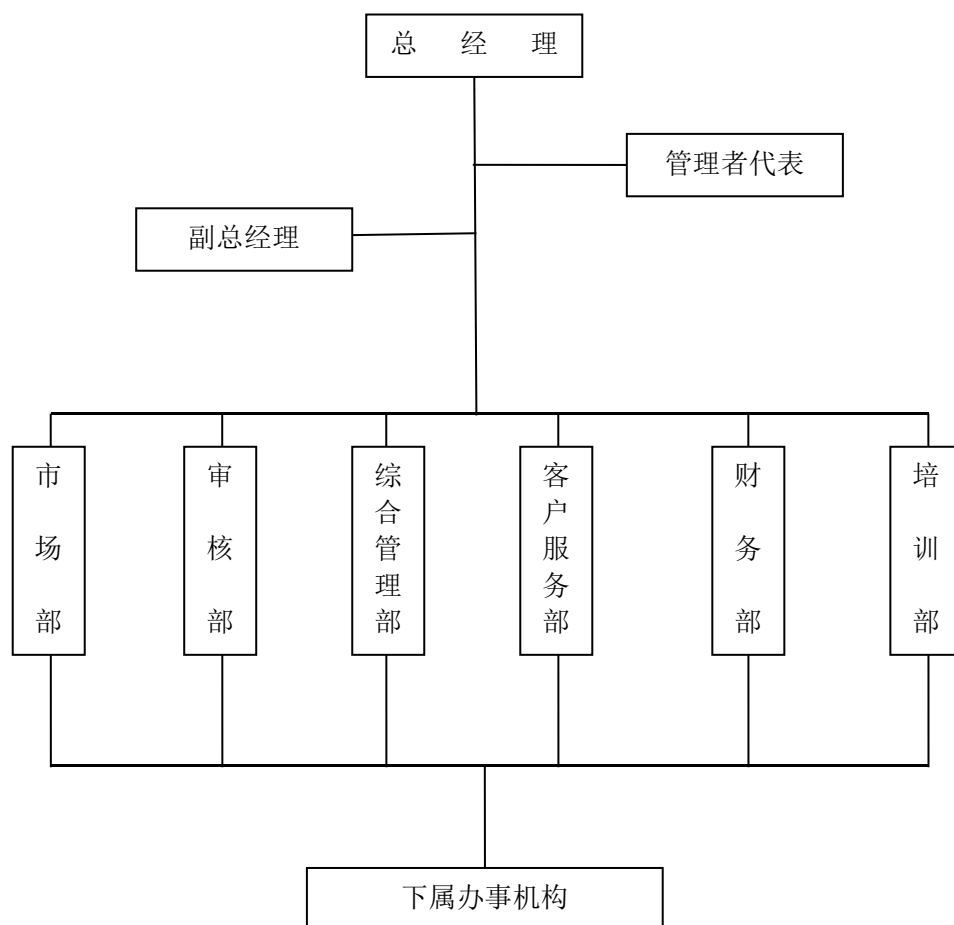 总 经 理
管理者代表
副总经理
市场部
审核部
综合管理部
客户服务部
财务部
培训部
下属办事机构